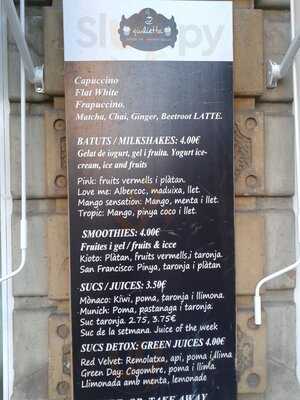 giulietta
Sluurpy
Capuccino
Flat White
Frapuccino.
Matcha, Chai, Ginger, Beetroot LATTE.
BATUTS / MILKSHAKES: 4.00€
Gelat de iogurt, gel i fruita. Yogurt ice-
cream, ice and fruits
Pink: fruits vermells i plàtan.
Love me: Albercoc, maduixa, llet.
Mango sensation: Mango, menta i llet.
Tropic: Mango, pinya coco i llet.
SMOOTHIES: 4.00€
Fruites i gel / fruits & icce
Kioto: Plàtan, fruits vermells,i taronja.
San Francisco: Pinya, taronja i plàtan
SUCS / JUICES: 3.50€
Mònaco: Kiwi, poma, taronja i llimona.
Munich: Poma, pastanaga i taronja.
Suc taronja. 2.75, 3.75€
Suc de la setmana. Juice of the week
SUCS DETOX: GREEN JUICES 4.00€
Red Velvet: Remolatxa, api, poma i llima
Green Day: Cogombre, poma i llima.
Llimonada amb menta, lemonade
OR TAKE AWAY